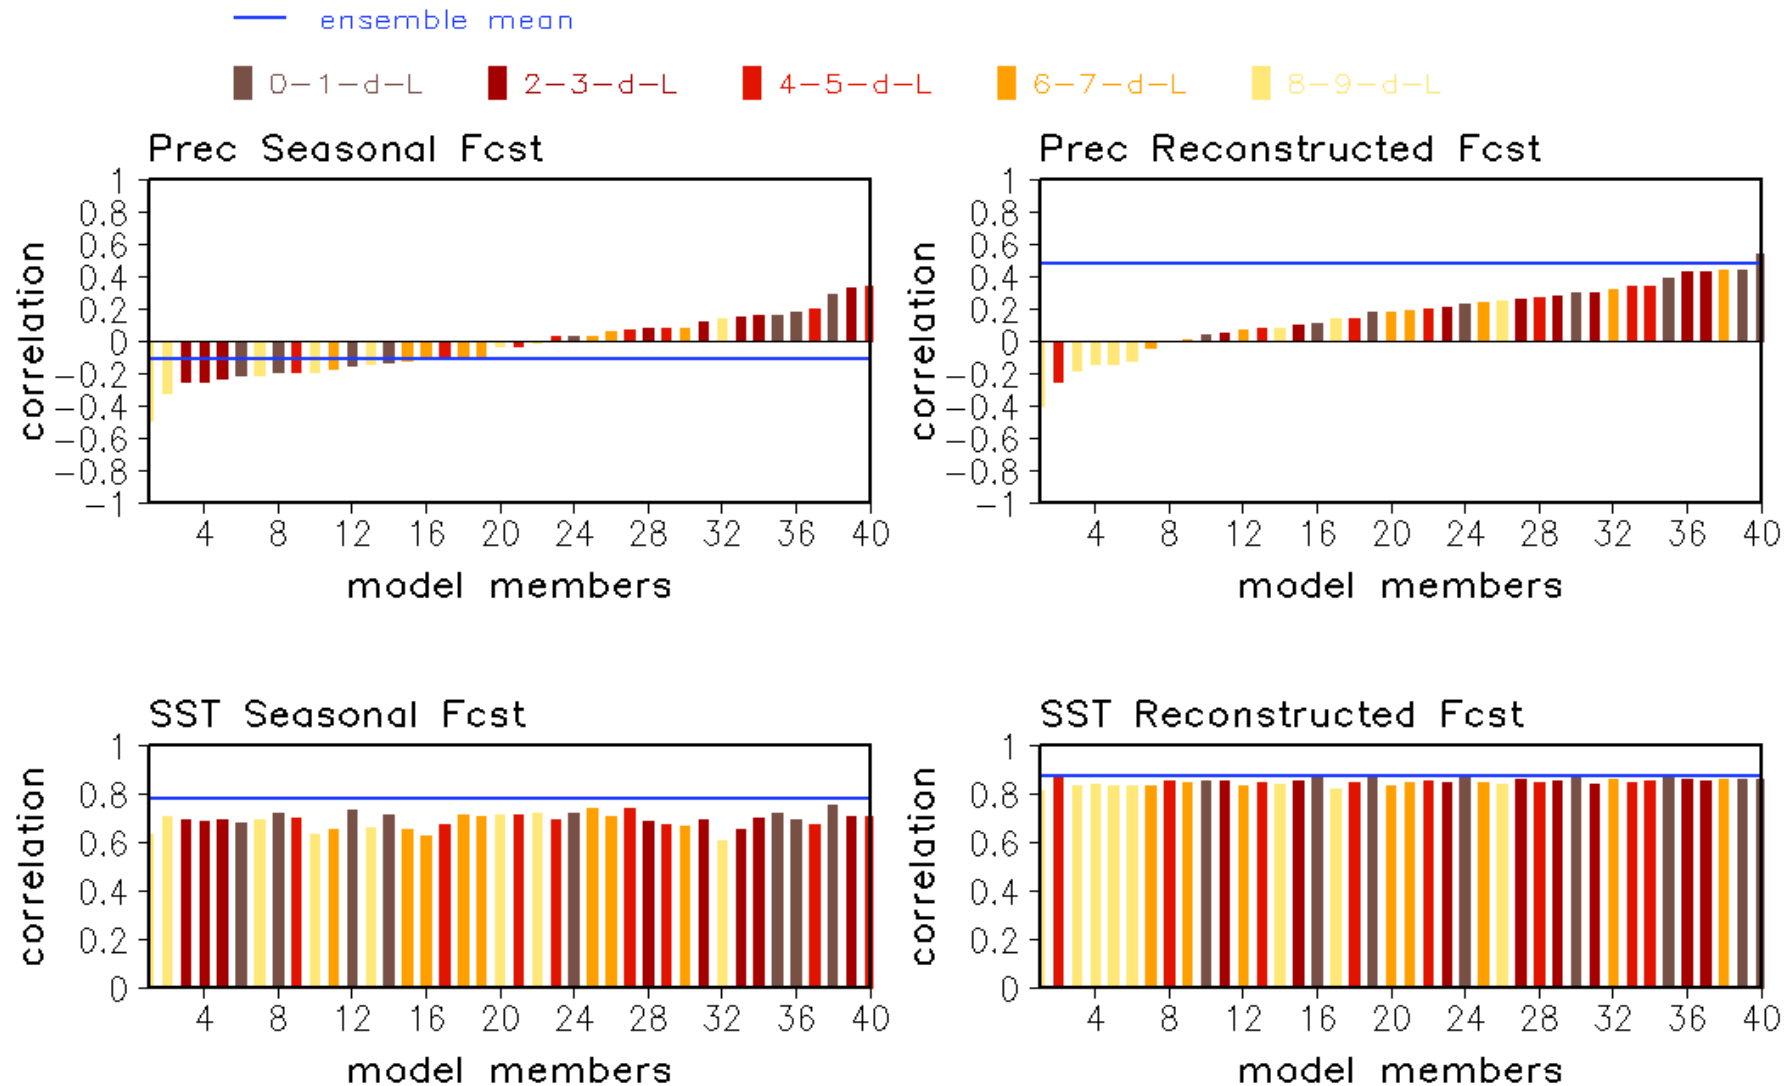 ensemble mean
0-1-d-L 2-3-d-L 4-5-d-L 6-7-d-L 8-9-d-L
Prec Seasonal Fcst
1
0.8
0.6
0.4
0.2
0
-0.2
-0.4
-0.6
-0.8
-1
correlation
4 8 12 16 20 24 28 32 36 40
model members
Prec Reconstructed Fcst
1
0.8
0.6
0.4
0.2
0
-0.2
-0.4
-0.6
-0.8
-1
correlation
4 8 12 16 20 24 28 32 36 40
model members
SST Seasonal Fcst
1
0.8
0.6
0.4
0.2
0
correlation
4 8 12 16 20 24 28 32 36 40
model members
SST Reconstructed Fcst
1
0.8
0.6
0.4
0.2
0
correlation
4 8 12 16 20 24 28 32 36 40
model members